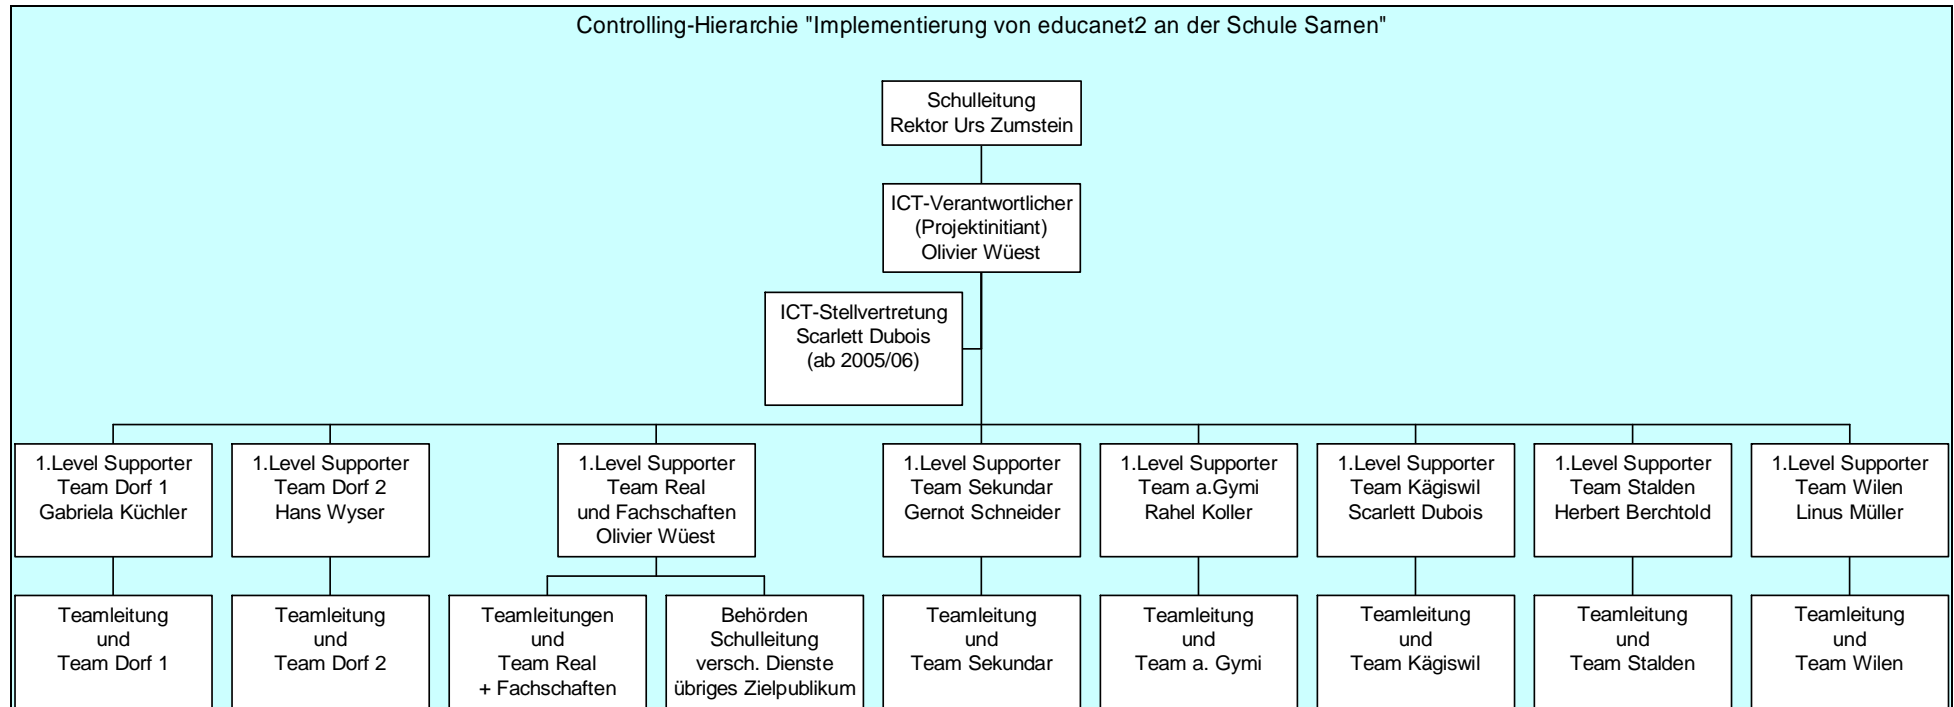 Controlling-Hierarchie "Implementierung von educanet2 an der Schule Sarnen"
Schulleitung
Rektor Urs Zumstein
ICT-Verantwortlicher
(Projektinitiant)
Olivier Wüest
ICT-Stellvertretung
Scarlett Dubois
(ab 2005/06)
1.Level Supporter
Team Dorf 1
Gabriela Küchler
1.Level Supporter
Team Dorf 2
Hans Wyser
1.Level Supporter
Team Real
und Fachschaften
Olivier Wüest
1.Level Supporter
Team Sekundar
Gernot Schneider
1.Level Supporter
Team a.Gymi
Rahel Koller
1.Level Supporter
Team Kägiswil
Scarlett Dubois
1.Level Supporter
Team Stalden
Herbert Berchtold
1.Level Supporter
Team Wilen
Linus Müller
Teamleitung
und
Team Dorf 1
Teamleitung
und
Team Dorf 2
Teamleitungen
und
Team Real
+ Fachschaften
Behörden
Schulleitung
versch. Dienste
übriges Zielpublikum
Teamleitung
und
Team Sekundar
Teamleitung
und
Team a. Gymi
Teamleitung
und
Team Kägiswil
Teamleitung
und
Team Stalden
Teamleitung
und
Team Wilen